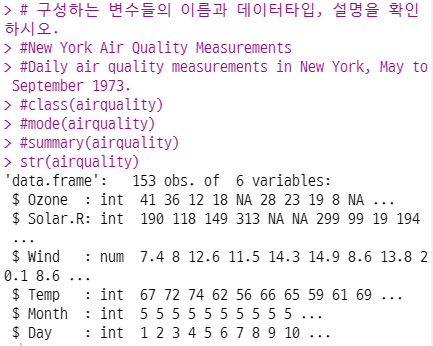 > # 구성하는 변수들의 이름과 데이터타입, 설명을 확인
하시오.
> #New York Air Quality Measurements
> #Daily air quality measurements in New York, May to
 September 1973.
> #class(airquality)
> #mode(airquality)
> #summary(airquality)
> str(airquality)
'data.frame':   153 obs. of  6 variables:
 $ Ozone  : int  41 36 12 18 NA 28 23 19 8 NA ...
 $ Solar.R: int  190 118 149 313 NA NA 299 99 19 194
 ...
 $ Wind   : num  7.4 8 12.6 11.5 14.3 14.9 8.6 13.8 2
0.1 8.6 ...
 $ Temp   : int  67 72 74 62 56 66 65 59 61 69 ...
 $ Month  : int  5 5 5 5 5 5 5 5 5 5 ...
 $ Day    : int  1 2 3 4 5 6 7 8 9 10 ...